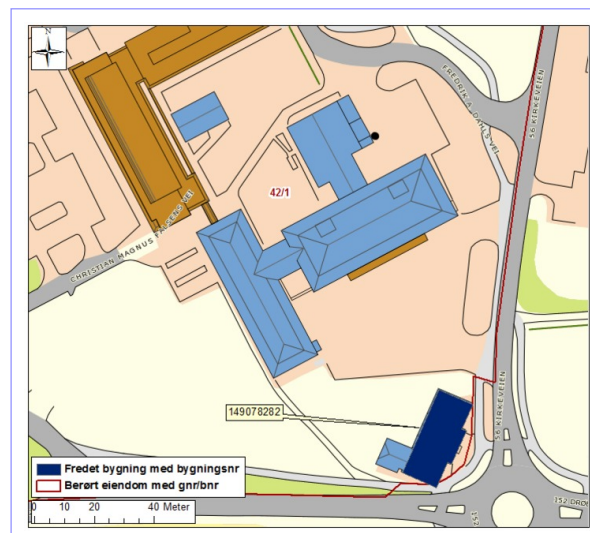 N
FREDRIK A. DAHLS VEI
56 KIRKEVEIEN
42/1
CHRISTIAN MAGNUS FALSENS VEI
149078282
56 KIRKEVEIEN
Fredet bygning med bygningsnr
Berørt eiendom med gnr/bnr
0 10 20 40 Meter
152
152